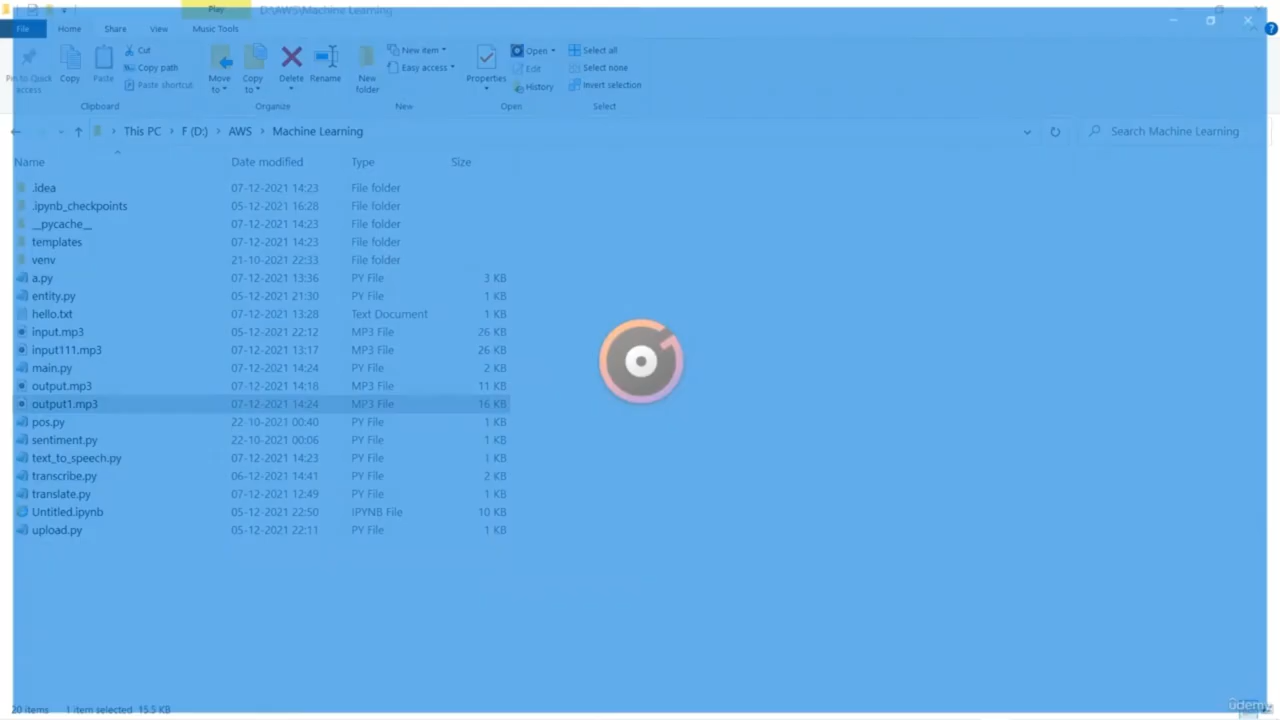 Play D:\AWS\Machine Learning
File Home Share View Music Tools
Pin to Quick access
Copy
Paste
Cut
Copy path
Paste shortcut
Clipboard
Move to
Copy to
Delete
Rename
Organize
New folder
New item
Easy access
New
Properties
Open
Edit
History
Open
Select all
Select none
Invert selection
Select
This PC > F (D:) > AWS > Machine Learning
Search Machine Learning
Name Date modified Type Size
.idea 07-12-2021 14:23 File folder
.ipynb_checkpoints 05-12-2021 16:28 File folder
__pycache__ 07-12-2021 14:23 File folder
templates 07-12-2021 14:23 File folder
venv 21-10-2021 22:33 File folder
a.py 07-12-2021 13:36 PY File 3 KB
entity.py 05-12-2021 21:30 PY File 1 KB
hello.txt 07-12-2021 13:28 Text Document 1 KB
input.mp3 05-12-2021 22:12 MP3 File 26 KB
input111.mp3 07-12-2021 13:17 MP3 File 26 KB
main.py 07-12-2021 14:24 PY File 2 KB
output.mp3 07-12-2021 14:18 MP3 File 11 KB
output1.mp3 07-12-2021 14:24 MP3 File 16 KB
pos.py 22-10-2021 00:40 PY File 1 KB
sentiment.py 22-10-2021 00:06 PY File 1 KB
text_to_speech.py 07-12-2021 14:23 PY File 1 KB
transcribe.py 06-12-2021 14:41 PY File 2 KB
translate.py 07-12-2021 12:49 PY File 1 KB
Untitled.ipynb 05-12-2021 22:50 IPYNB File 10 KB
upload.py 05-12-2021 22:11 PY File 1 KB
20 items 1 item selected 15.5 KB
ûdemy